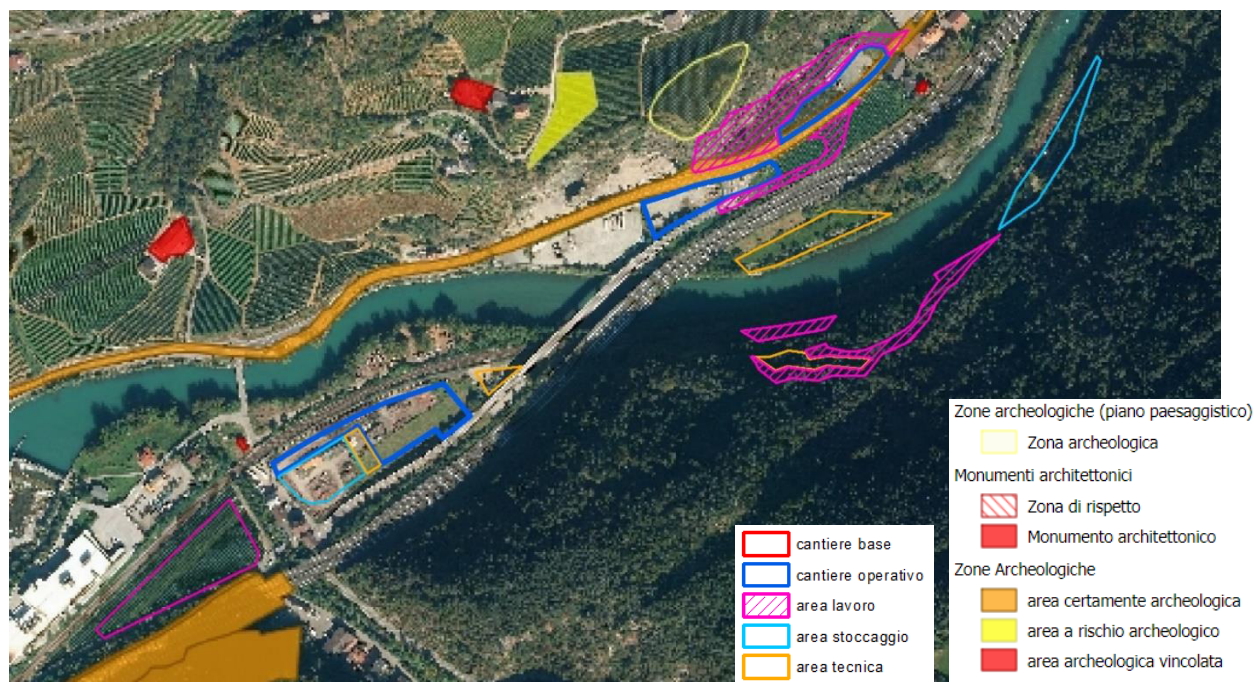 cantiere base
cantiere operativo
area lavoro
area stoccaggio
area tecnica
Zone archeologiche (piano paesaggistico)
Zona archeologica
Monumenti architettonici
Zona di rispetto
Monumento architettonico
Zone Archeologiche
area certamente archeologica
area a rischio archeologico
area archeologica vincolata